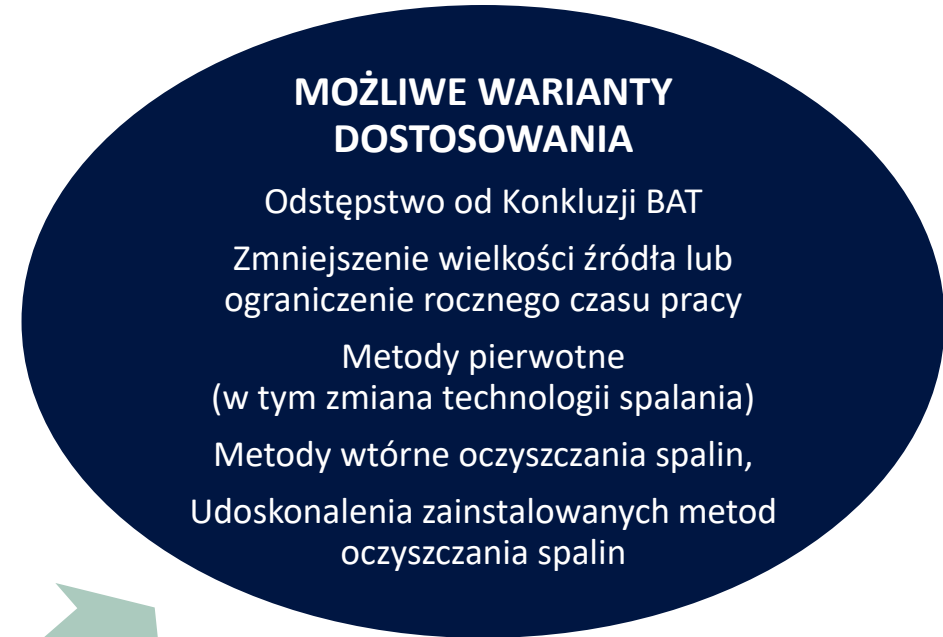 MOŻLIWE WARIANTY
DOSTOSOWANIA
Odstępstwo od Konkluzji BAT
Zmniejszenie wielkości źródła lub
ograniczenie rocznego czasu pracy
Metody pierwotne
(w tym zmiana technologii spalania)
Metody wtórne oczyszczania spalin,
Udoskonalenia zainstalowanych metod
oczyszczania spalin